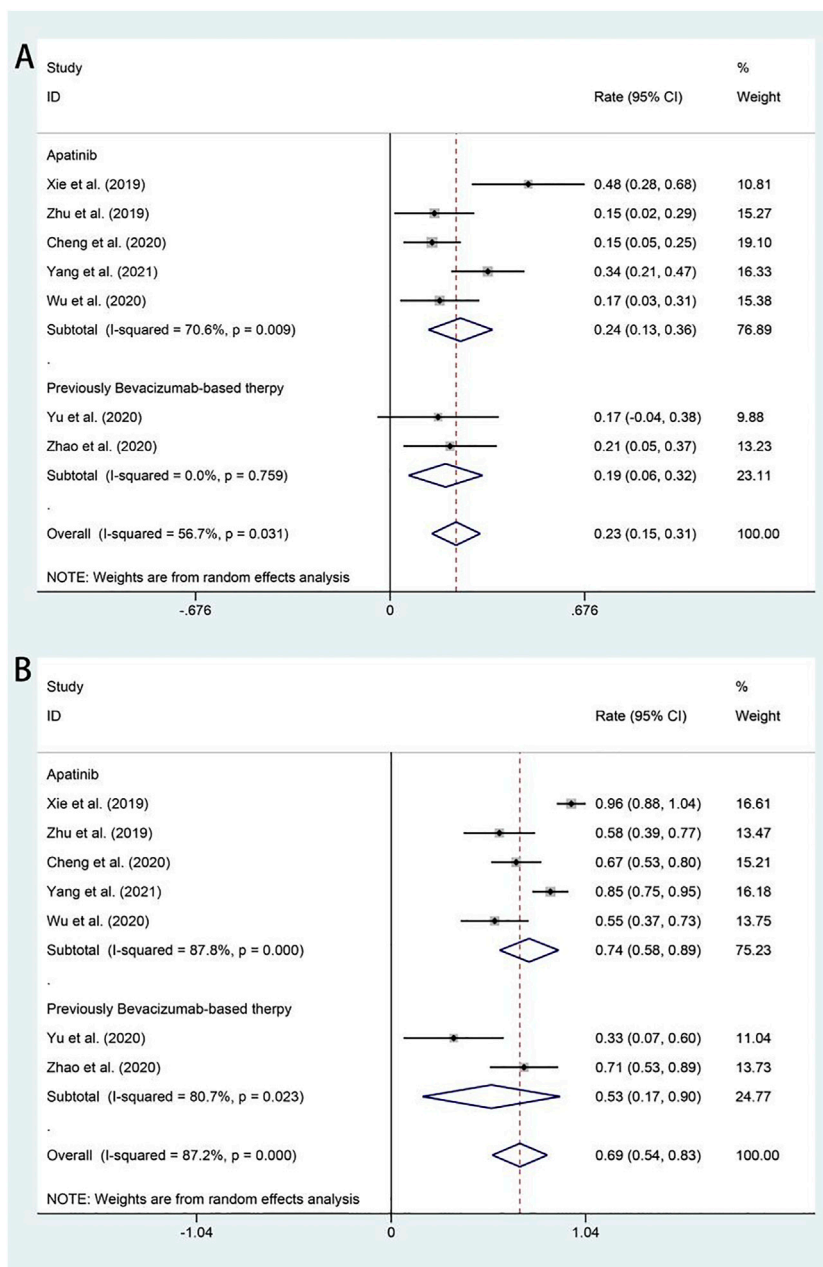 A
Study %
ID Rate (95% CI) Weight
Apatinib
Xie et al. (2019) 0.48 (0.28, 0.68) 10.81
Zhu et al. (2019) 0.15 (0.02, 0.29) 15.27
Cheng et al. (2020) 0.15 (0.05, 0.25) 19.10
Yang et al. (2021) 0.34 (0.21, 0.47) 16.33
Wu et al. (2020) 0.17 (0.03, 0.31) 15.38
Subtotal (I-squared = 70.6%, p = 0.009) 0.24 (0.13, 0.36) 76.89
.
Previously Bevacizumab-based therpy
Yu et al. (2020) 0.17 (-0.04, 0.38) 9.88
Zhao et al. (2020) 0.21 (0.05, 0.37) 13.23
Subtotal (I-squared = 0.0%, p = 0.759) 0.19 (0.06, 0.32) 23.11
.
Overall (I-squared = 56.7%, p = 0.031) 0.23 (0.15, 0.31) 100.00
NOTE: Weights are from random effects analysis
-.676 0 .676
B
Study %
ID Rate (95% CI) Weight
Apatinib
Xie et al. (2019) 0.96 (0.88, 1.04) 16.61
Zhu et al. (2019) 0.58 (0.39, 0.77) 13.47
Cheng et al. (2020) 0.67 (0.53, 0.80) 15.21
Yang et al. (2021) 0.85 (0.75, 0.95) 16.18
Wu et al. (2020) 0.55 (0.37, 0.73) 13.75
Subtotal (I-squared = 87.8%, p = 0.000) 0.74 (0.58, 0.89) 75.23
.
Previously Bevacizumab-based therpy
Yu et al. (2020) 0.33 (0.07, 0.60) 11.04
Zhao et al. (2020) 0.71 (0.53, 0.89) 13.73
Subtotal (I-squared = 80.7%, p = 0.023) 0.53 (0.17, 0.90) 24.77
.
Overall (I-squared = 87.2%, p = 0.000) 0.69 (0.54, 0.83) 100.00
NOTE: Weights are from random effects analysis
-1.04 0 1.04